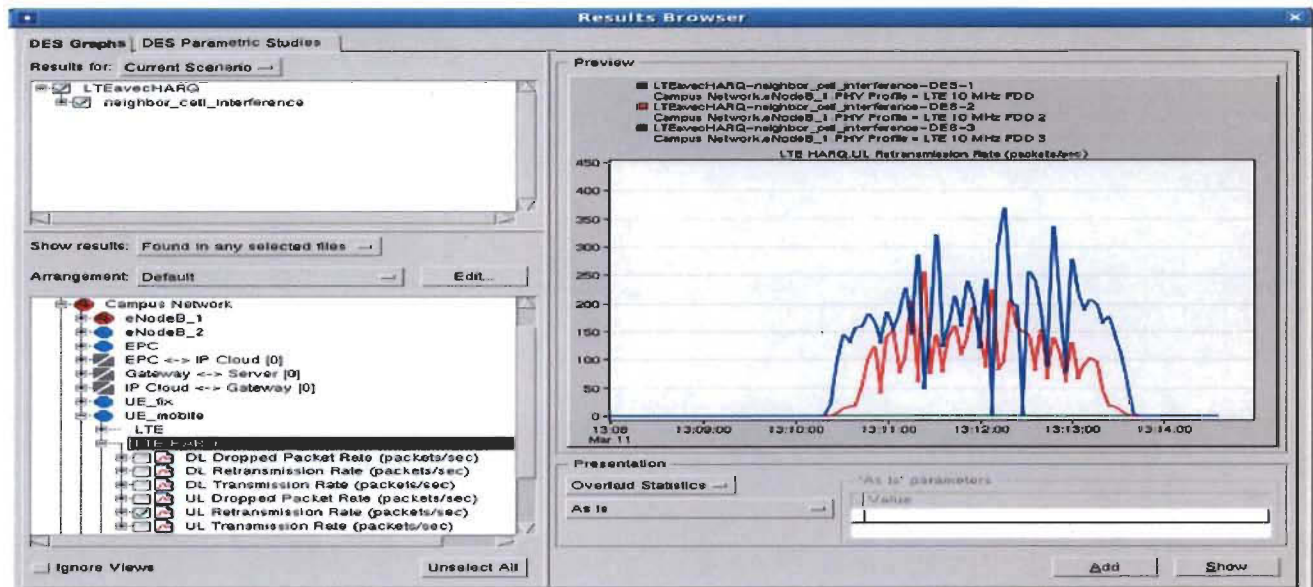 Results Browser
DES Graphs
DES Parametric Studies
Results for: Current Scenario
LTEavecHARQ
neighbor_cell_interference
Show results: Found in any selected files
Arrangement: Default
Edit...
Campus Network
eNodeB_1
eNodeB_2
EPC
EPC <-> IP Cloud [0]
Gateway <-> Server [0]
IP Cloud <-> Gateway [0]
UE_fix
UE_mobile
LTE
LTE HARQ
DL Dropped Packet Rate (packets/sec)
DL Retransmission Rate (packets/sec)
DL Transmission Rate (packets/sec)
UL Dropped Packet Rate (packets/sec)
UL Retransmission Rate (packets/sec)
UL Transmission Rate (packets/sec)
Ignore Views
Unselect All
Preview
LTEavecHARQ-neighbor_cell_interference-DES-1
Campus Network.eNodeB_1.PHY Profile = LTE 10 MHz FDD
LTEavecHARQ-neighbor_cell_interference-DES-2
Campus Network.eNodeB_1.PHY Profile = LTE 10 MHz FDD 2
LTEavecHARQ-neighbor_cell_interference-DES-3
Campus Network.eNodeB_1.PHY Profile = LTE 10 MHz FDD 3
LTE HARQ.UL Retransmission Rate (packets/sec)
450
400
350
300
250
200
150
100
50
0
13:08 13:09:00 13:10:00 13:11:00 13:12:00 13:13:00 13:14:00
Mar 11
Presentation
Overlaid Statistics
As Is
'As Is' parameters
Value
Add
Show